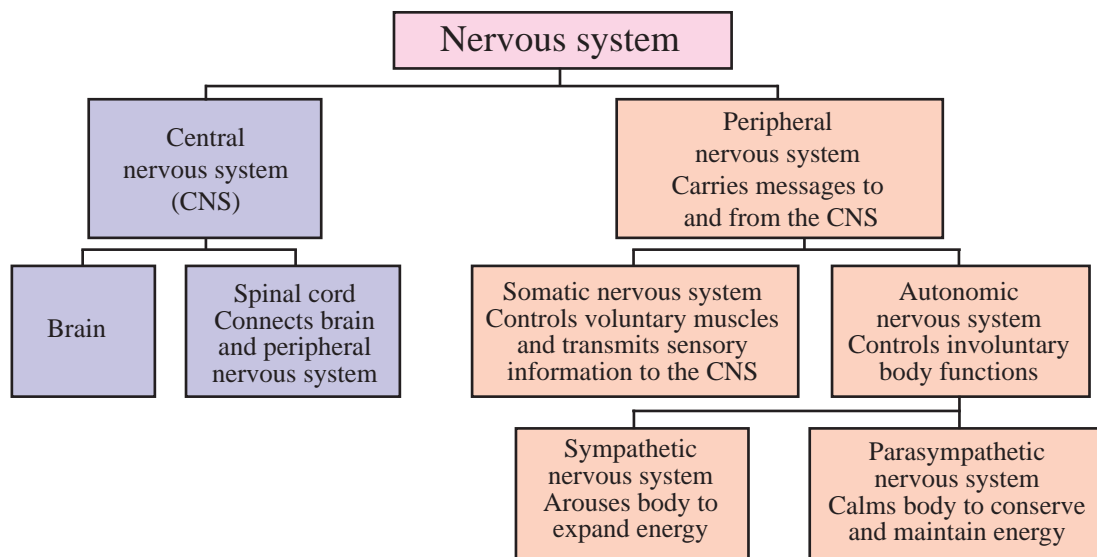 Nervous system
Central
nervous system
(CNS)
Peripheral
nervous system
Carries messages to
and from the CNS
Brain
Spinal cord
Connects brain
and peripheral
nervous system
Somatic nervous system
Controls voluntary muscles
and transmits sensory
information to the CNS
Autonomic
nervous system
Controls involuntary
body functions
Sympathetic
nervous system
Arouses body to
expand energy
Parasympathetic
nervous system
Calms body to conserve
and maintain energy